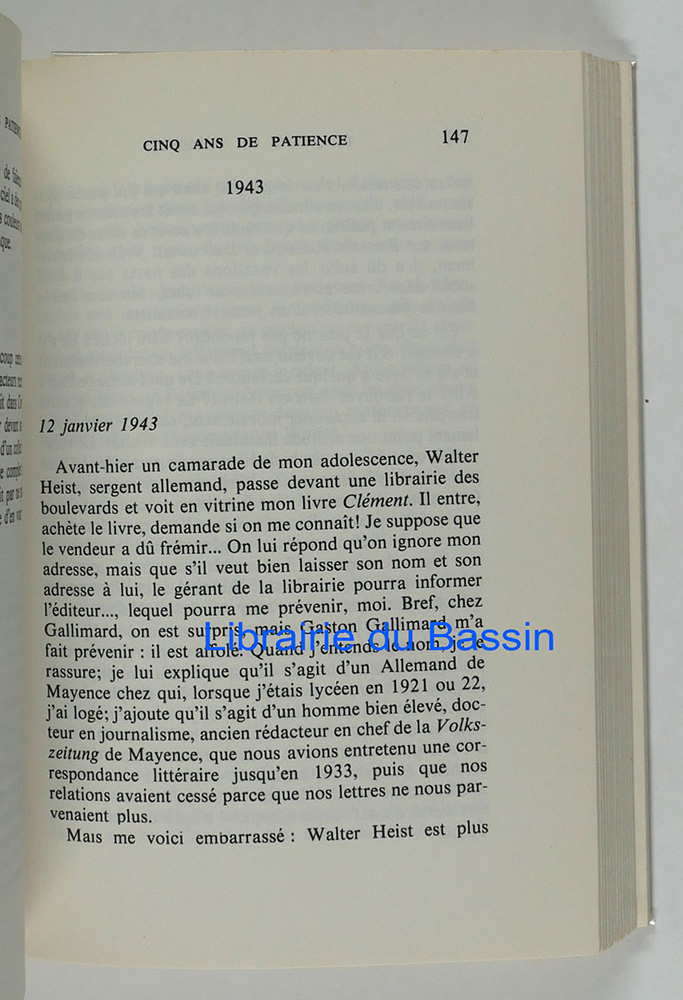 CINQ ANS DE PATIENCE 147
1943
12 janvier 1943
Avant-hier un camarade de mon adolescence, Walter
Heist, sergent allemand, passe devant une librairie des
boulevards et voit en vitrine mon livre Clément. Il entre,
achète le livre, demande si on me connaît! Je suppose que
le vendeur a dû frémir... On lui répond qu'on ignore mon
adresse, mais que s'il veut bien laisser son nom et son
adresse à lui, le gérant de la librairie pourra informer
l'éditeur..., lequel pourra me prévenir, moi. Bref, chez
Gallimard, on est surpris, mais Gaston Gallimard m'a
fait prévenir : il est affolé. Quand j'entends le nom, je le
rassure; je lui explique qu'il s'agit d'un Allemand de
Mayence chez qui, lorsque j'étais lycéen en 1921 ou 22,
j'ai logé; j'ajoute qu'il s'agit d'un homme bien élevé, doc-
teur en journalisme, ancien rédacteur en chef de la Volks-
zeitung de Mayence, que nous avions entretenu une cor-
respondance littéraire jusqu'en 1933, puis que nos
relations avaient cessé parce que nos lettres ne nous par-
venaient plus.
Mais me voici embarrassé : Walter Heist est plus
Librairie du Bassin